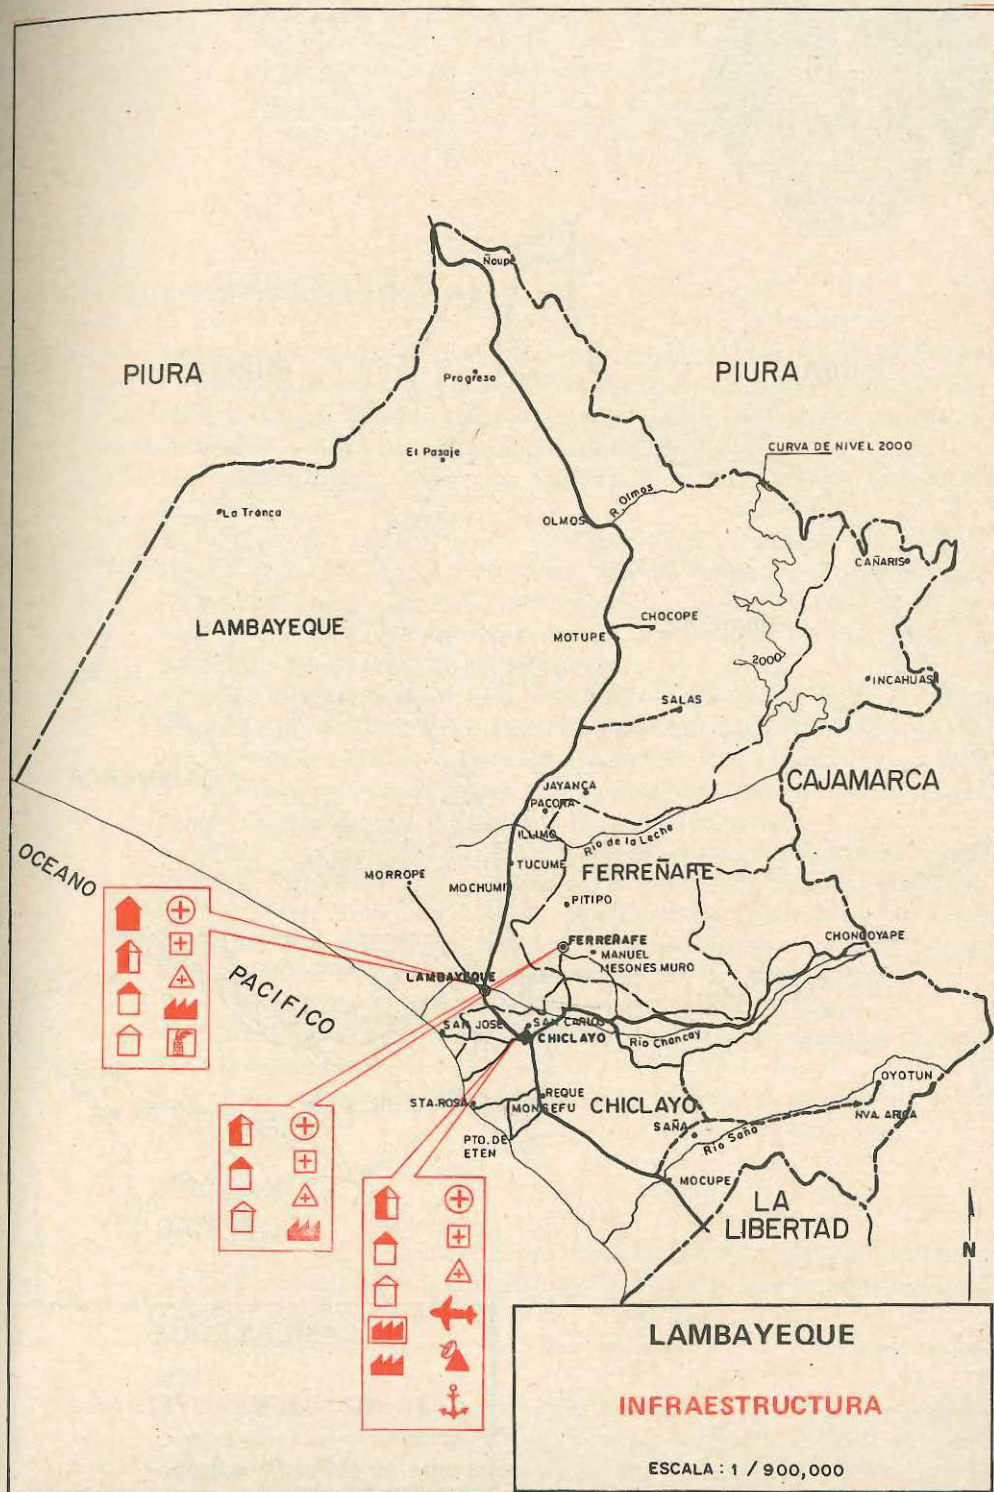 Ñoupe
PIURA
PIURA
Progreso
El Pasaje
CURVA DE NIVEL 2000
La Tranca
R. Olmos
OLMOS
CAÑARIS
LAMBAYEQUE
CHOCOPE
MOTUPE
2000
INCAHUASI
SALAS
CAJAMARCA
JAYANCA
PACORA
ILLIMO
Rio de la Leche
OCEANO
TUCUME
FERREÑAFE
MORROPE
MOCHUMI
PITIPO
CHONGOYAPE
FERREÑAFE
MANUEL
MESONES MURO
LAMBAYEQUE
PACIFICO
SAN JOSE
SAN CARLOS
CHICLAYO
Rio Chancay
OYOTUN
REQUE
STA. ROSA
MONSEFU
CHICLAYO
NVA. ARICA
SAÑA
Rio Saña
PTO. DE
ETEN
MOCUPE
LA
LIBERTAD
N
LAMBAYEQUE
INFRAESTRUCTURA
ESCALA : 1 / 900,000